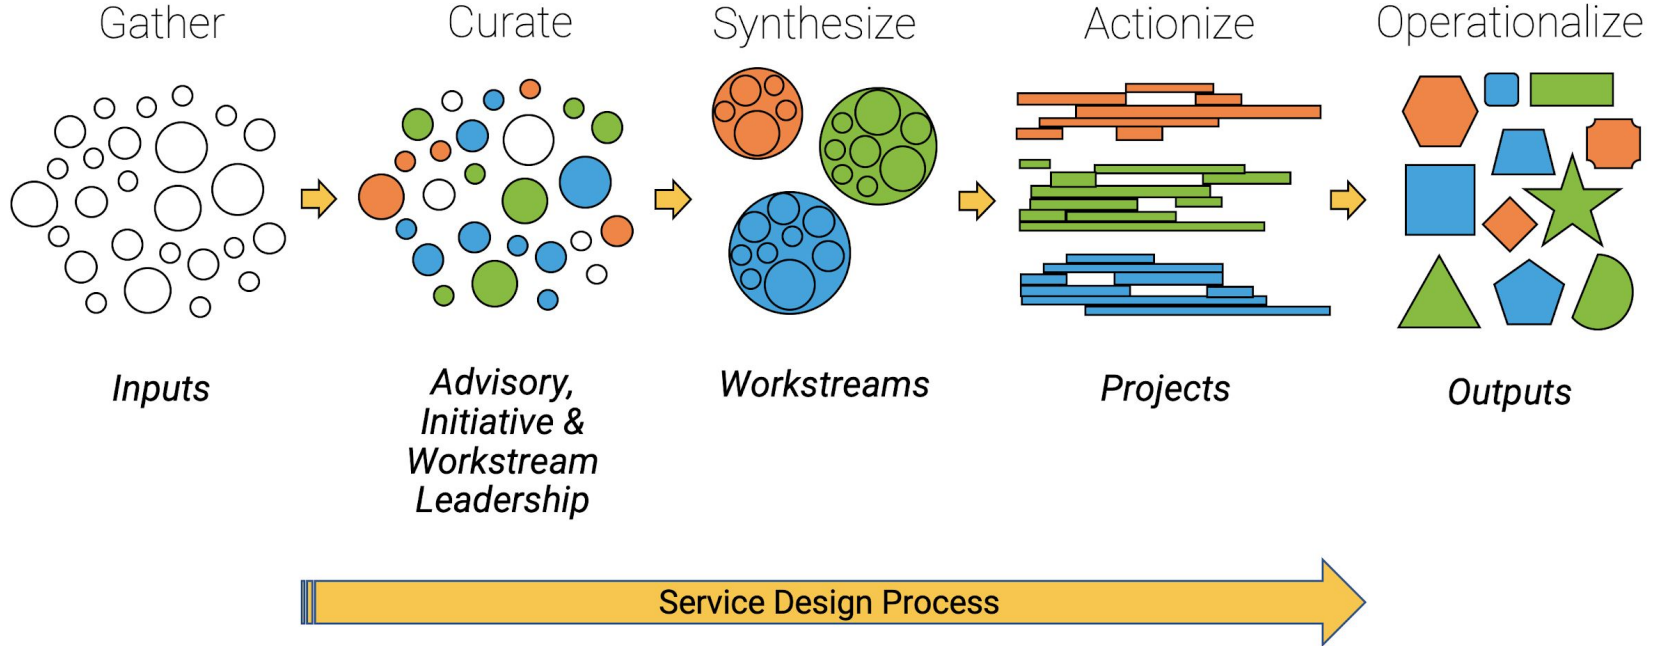 Gather
Curate
Synthesize
Actionize
Operationalize
Inputs
Advisory,
Initiative &
Workstream
Leadership
Workstreams
Projects
Outputs
Service Design Process